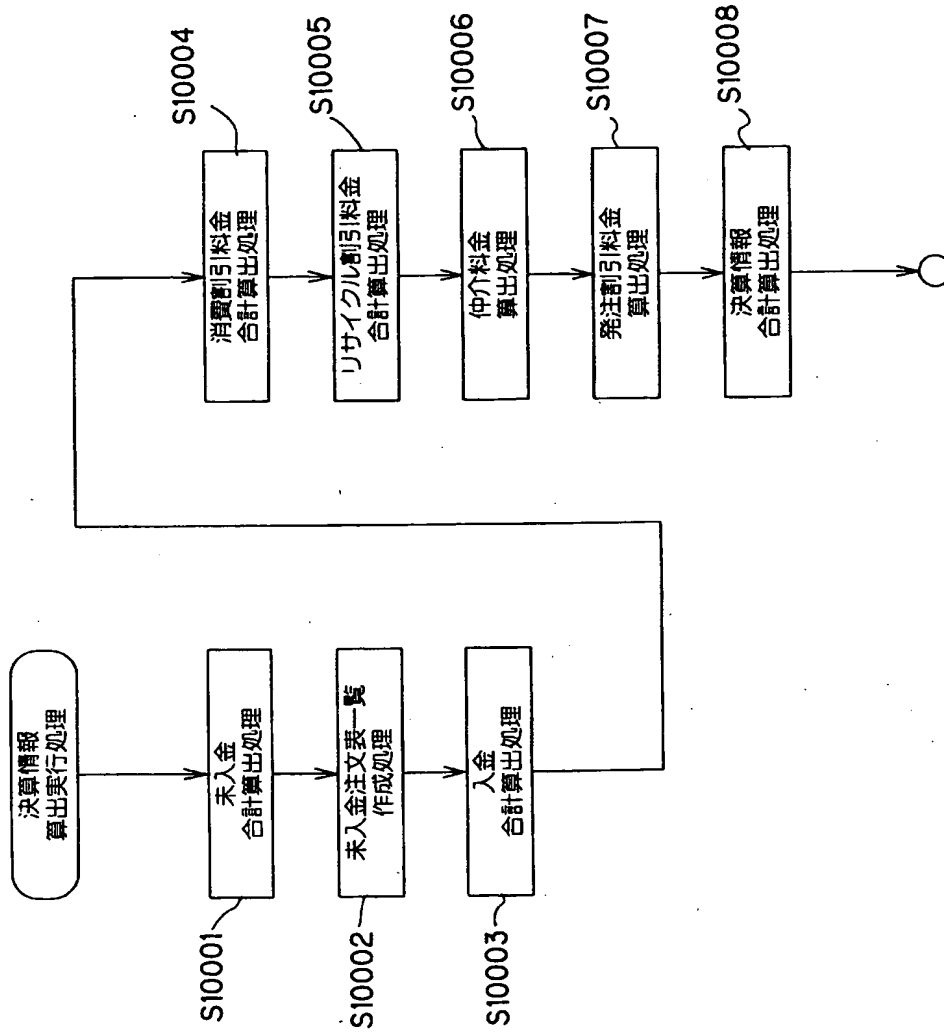 決算情報
算出実行処理
S10001
未入金
合計算出処理
S10002
未入金注文表一覧
作成処理
S10003
入金
合計算出処理
S10004
消費割引料金
合計算出処理
S10005
リサイクル割引料金
合計算出処理
S10006
仲介料金
算出処理
S10007
発注割引料金
算出処理
S10008
決算情報
合計算出処理